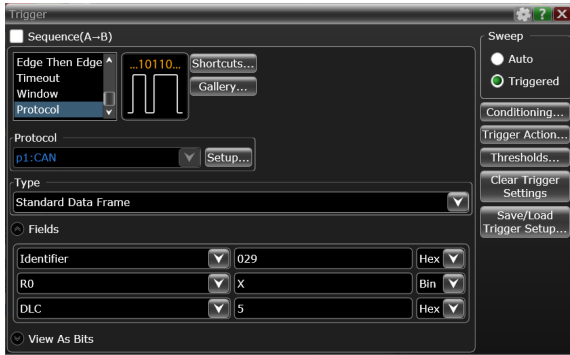 Trigger
?
X
Sequence(A→B)
Edge Then Edge
Timeout
Window
Protocol
...10110...
Shortcuts...
Gallery...
Protocol
p1:CAN
Setup...
Type
Standard Data Frame
Fields
Identifier 029 Hex
R0 X Bin
DLC 5 Hex
View As Bits
Sweep
Auto
Triggered
Conditioning...
Trigger Action...
Thresholds...
Clear Trigger
Settings
Save/Load
Trigger Setup...